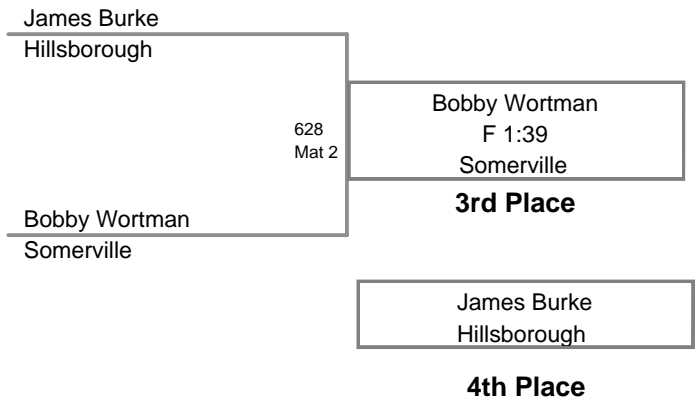 James Burke
Hillsborough
628
Mat 2
Bobby Wortman
F 1:39
Somerville
3rd Place
Bobby Wortman
Somerville
James Burke
Hillsborough
4th Place